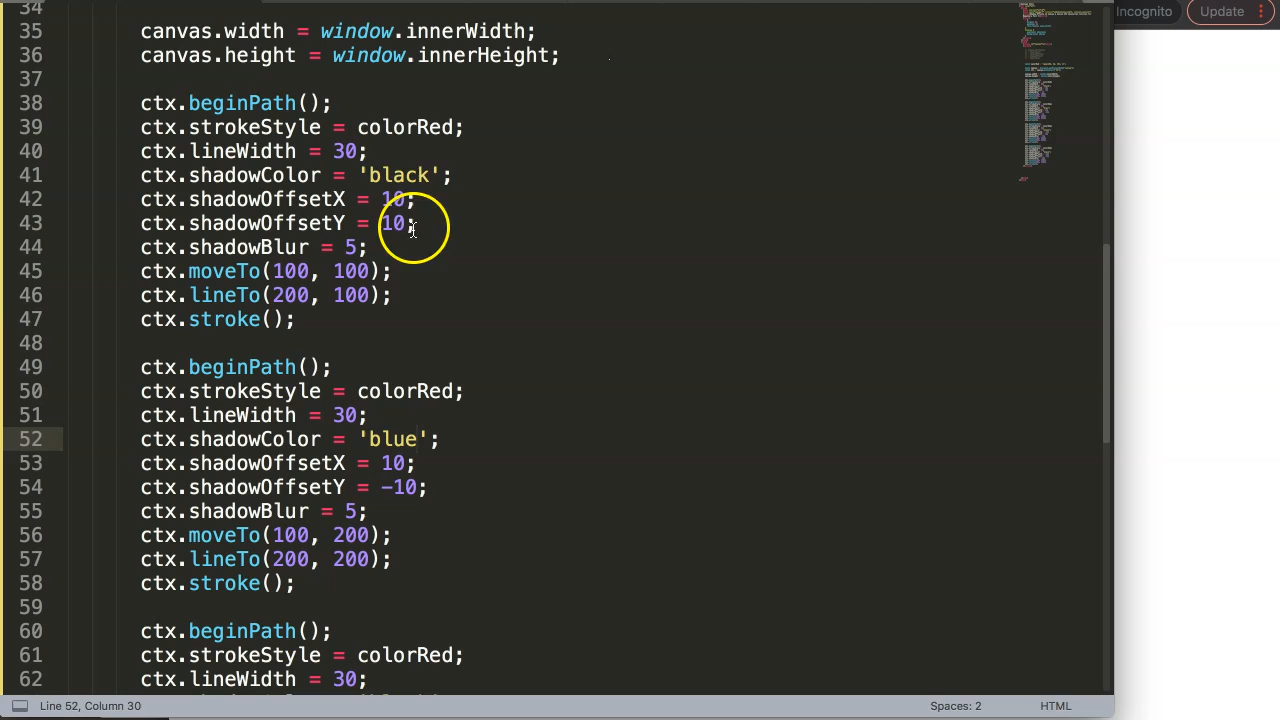 34
Incognito
Update
35 canvas.width = window.innerWidth;
36 canvas.height = window.innerHeight;
37
38 ctx.beginPath();
39 ctx.strokeStyle = colorRed;
40 ctx.lineWidth = 30;
41 ctx.shadowColor = 'black';
42 ctx.shadowOffsetX = 10;
43 ctx.shadowOffsetY = 10;
44 ctx.shadowBlur = 5;
45 ctx.moveTo(100, 100);
46 ctx.lineTo(200, 100);
47 ctx.stroke();
48
49 ctx.beginPath();
50 ctx.strokeStyle = colorRed;
51 ctx.lineWidth = 30;
52 ctx.shadowColor = 'blue';
53 ctx.shadowOffsetX = 10;
54 ctx.shadowOffsetY = -10;
55 ctx.shadowBlur = 5;
56 ctx.moveTo(100, 200);
57 ctx.lineTo(200, 200);
58 ctx.stroke();
59
60 ctx.beginPath();
61 ctx.strokeStyle = colorRed;
62 ctx.lineWidth = 30;
Line 52, Column 30
Spaces: 2
HTML